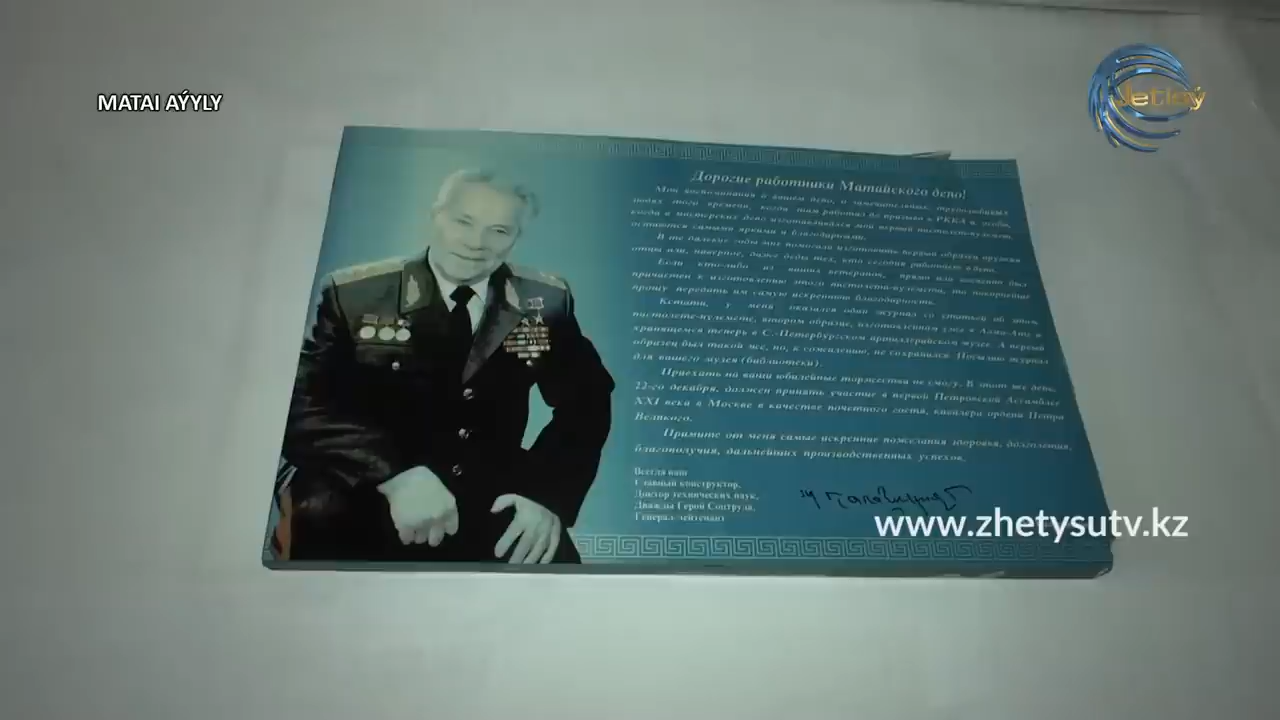 MATAI AÝYLY
Jetisý
Дорогие работники Матайского депо!
Мои воспоминания о вашем депо, о замечательных, трудолюбивых
людях того времени, когда там работал до призыва в РККА и, особо,
когда в мастерских депо изготавливался мой первый пистолет-пулемет,
остаются самыми яркими и благодарными.
В те далекие годы мне помогали изготовить первый образец оружия
отцы или, наверное, даже деды тех, кто сегодня работает в депо.
Если кто-либо из ваших ветеранов, прямо или косвенно был
причастен к изготовлению этого пистолета-пулемета, то покорнейше
прошу передать им самую искреннюю благодарность.
Кстати, у меня оказался один журнал со статьей об этом
пистолете-пулемете, втором образце, изготовленном уже в Алма-Ате и
хранящемся теперь в С.-Петербургском артиллерийском музее. А первый
образец был такой же, но, к сожалению, не сохранился. Посылаю журнал
для вашего музея (библиотеки).
Приехать на ваши юбилейные торжества не смогу. В этот же день,
22-го декабря, должен принять участие в первой Петровской Ассамблее
XXI века в Москве в качестве почетного гостя, кавалера ордена Петра
Великого.
Примите от меня самые искренние пожелания здоровья, долголетия,
благополучия, дальнейших производственных успехов.
Всегда ваш
Главный конструктор,
Доктор технических наук,
Дважды Герой Соцтруда,
Генерал-лейтенант
www.zhetysutv.kz